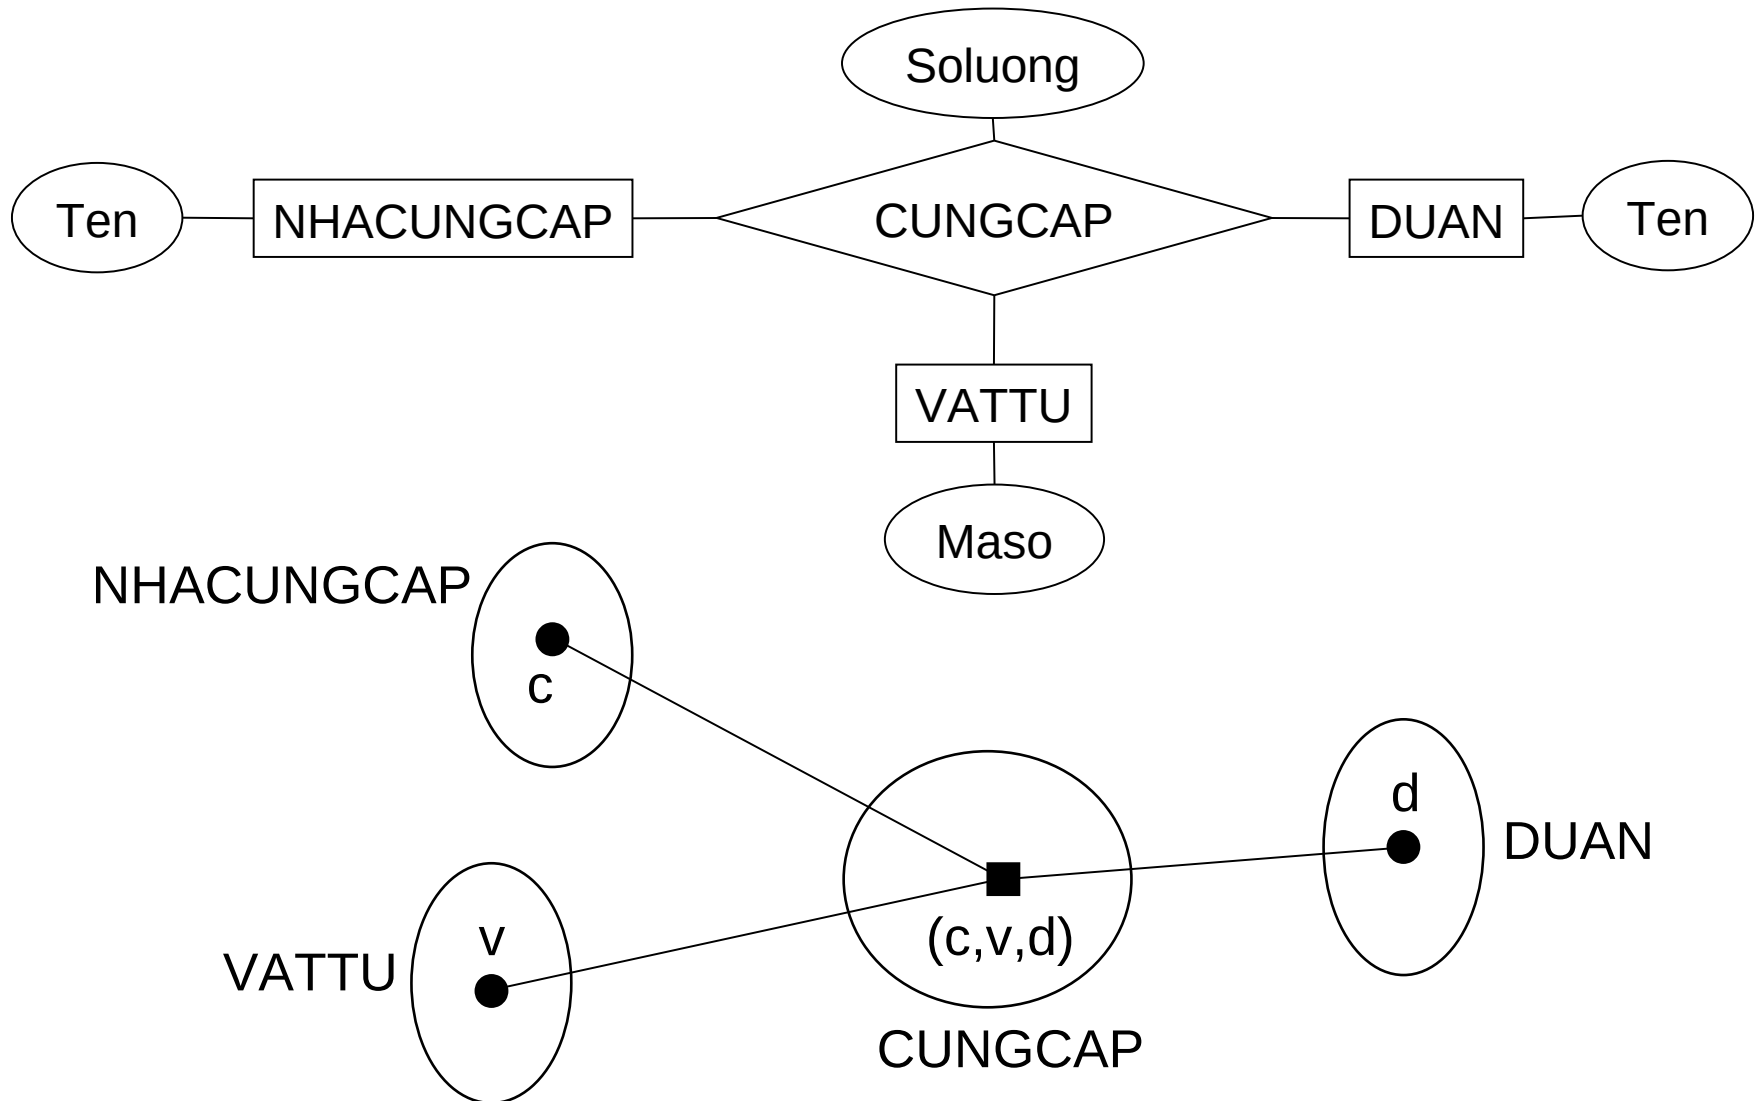 Soluong
Ten
NHACUNGCAP
CUNGCAP
DUAN
Ten
VATTU
Maso
NHACUNGCAP
c
d
DUAN
v
(c,v,d)
VATTU
CUNGCAP